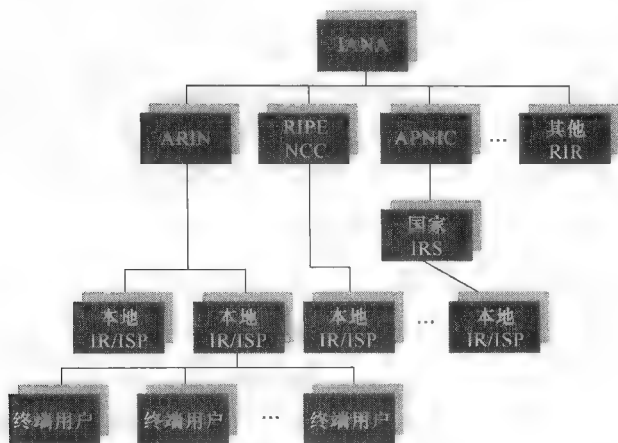 IANA
ARIN
RIPE
NCC
APNIC
...
其他
RIR
国家
IRS
本地
IR/ISP
本地
IR/ISP
本地
IR/ISP
...
本地
IR/ISP
终端用户
终端用户
...
终端用户